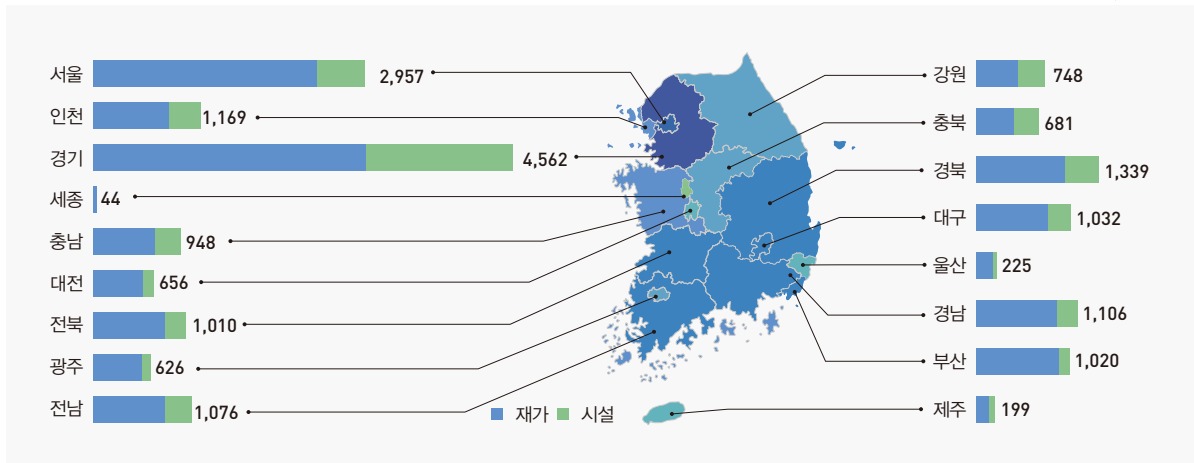 서울 2,957
인천 1,169
경기 4,562
세종 44
충남 948
대전 656
전북 1,010
광주 626
전남 1,076
재가 시설
강원 748
충북 681
경북 1,339
대구 1,032
울산 225
경남 1,106
부산 1,020
제주 199